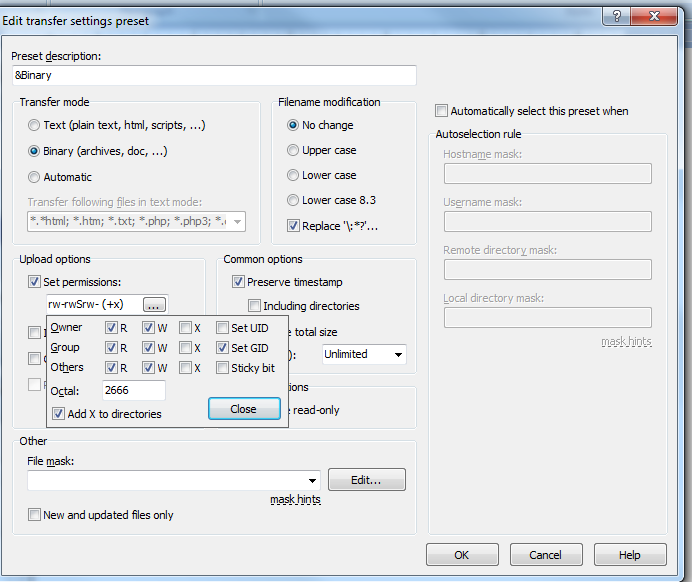 Edit transfer settings preset
Preset description:
&Binary
Transfer mode
Text (plain text, html, scripts, ...)
Binary (archives, doc, ...)
Automatic
Transfer following files in text mode:
*.*html; *.htm; *.txt; *.php; *.php3; *.
Filename modification
No change
Upper case
Lower case
Lower case 8.3
Replace '\:*?'...
Upload options
Set permissions:
rw-rwSrw- (+x) ...
Owner R W X Set UID
Group R W X Set GID
Others R W X Sticky bit
Octal: 2666
Add X to directories
Close
Common options
Preserve timestamp
Including directories
total size
): Unlimited
ions
read-only
Other
File mask:
Edit...
mask hints
New and updated files only
Automatically select this preset when
Autoselection rule
Hostname mask:
Username mask:
Remote directory mask:
Local directory mask:
mask hints
OK Cancel Help